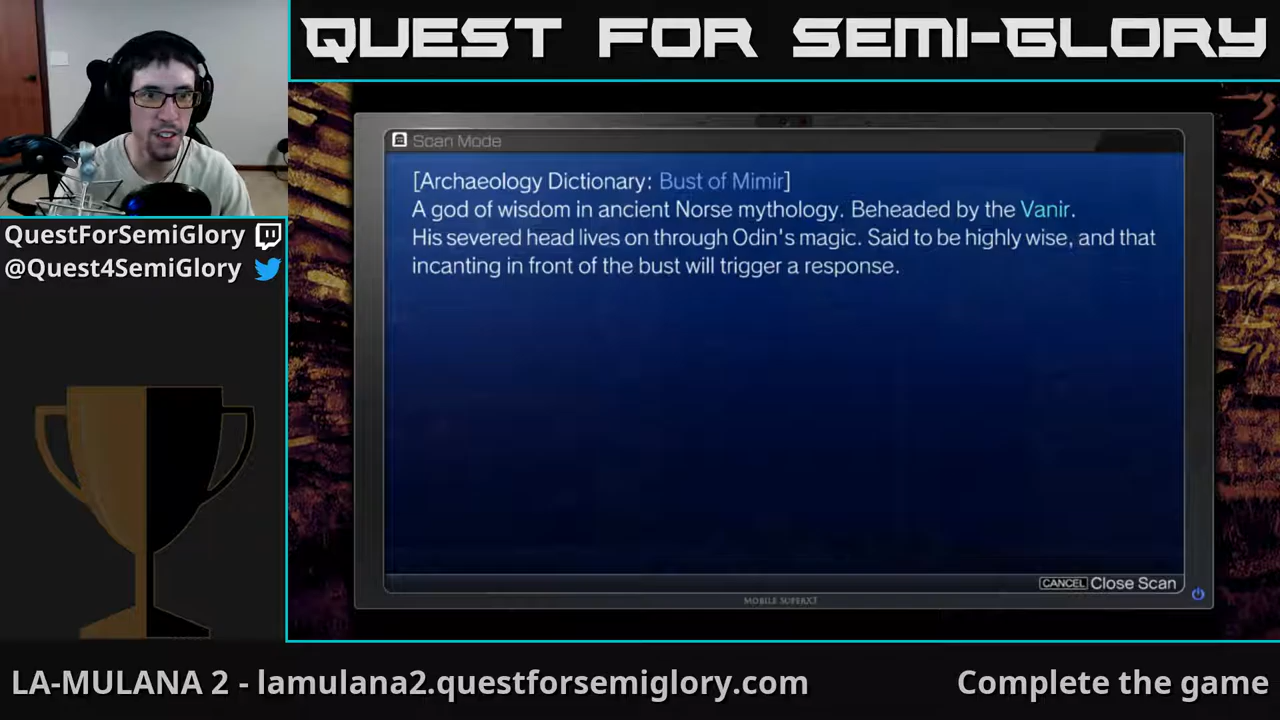 QUEST FOR SEMI-GLORY
Scan Mode
[Archaeology Dictionary: Bust of Mimir]
A god of wisdom in ancient Norse mythology. Beheaded by the Vanir.
His severed head lives on through Odin's magic. Said to be highly wise, and that
incanting in front of the bust will trigger a response.
CANCEL Close Scan
MOBILE SUPERX3
QuestForSemiGlory
@Quest4SemiGlory
LA-MULANA 2 - lamulana2.questforsemiglory.com
Complete the game